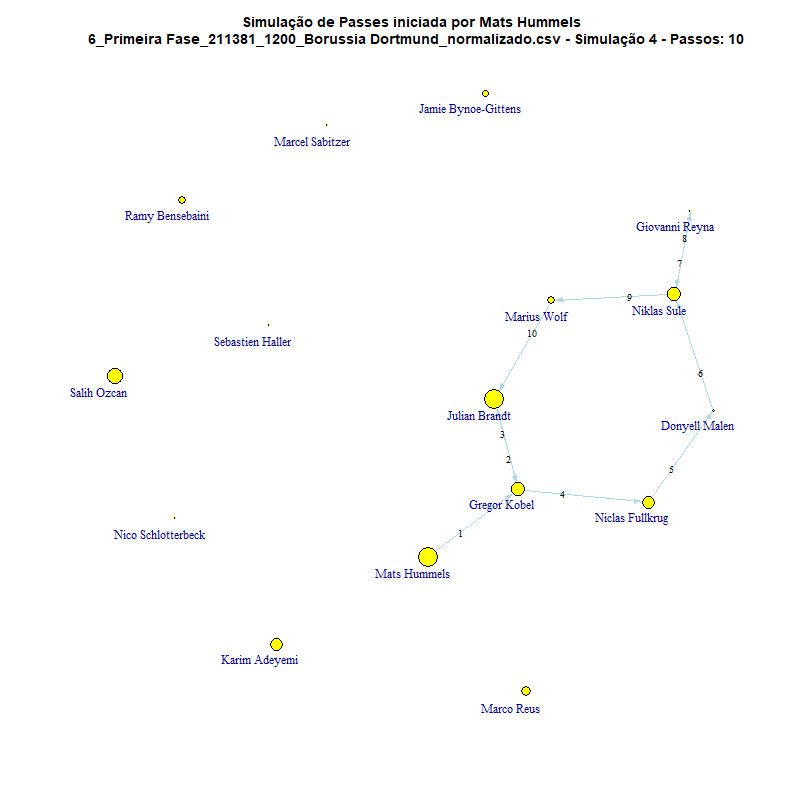 Simulação de Passes iniciada por Mats Hummels
6_Primeira Fase_211381_1200_Borussia Dortmund_normalizado.csv - Simulação 4 - Passos: 10
Jamie Bynoe-Gittens
Marcel Sabitzer
Ramy Bensebaini
Giovanni Reyna
8
7
9
Niklas Sule
Marius Wolf
10
Sebastien Haller
6
Salih Ozcan
Julian Brandt
Donyell Malen
3
2
5
4
Gregor Kobel
Niclas Fullkrug
1
Nico Schlotterbeck
Mats Hummels
Karim Adeyemi
Marco Reus